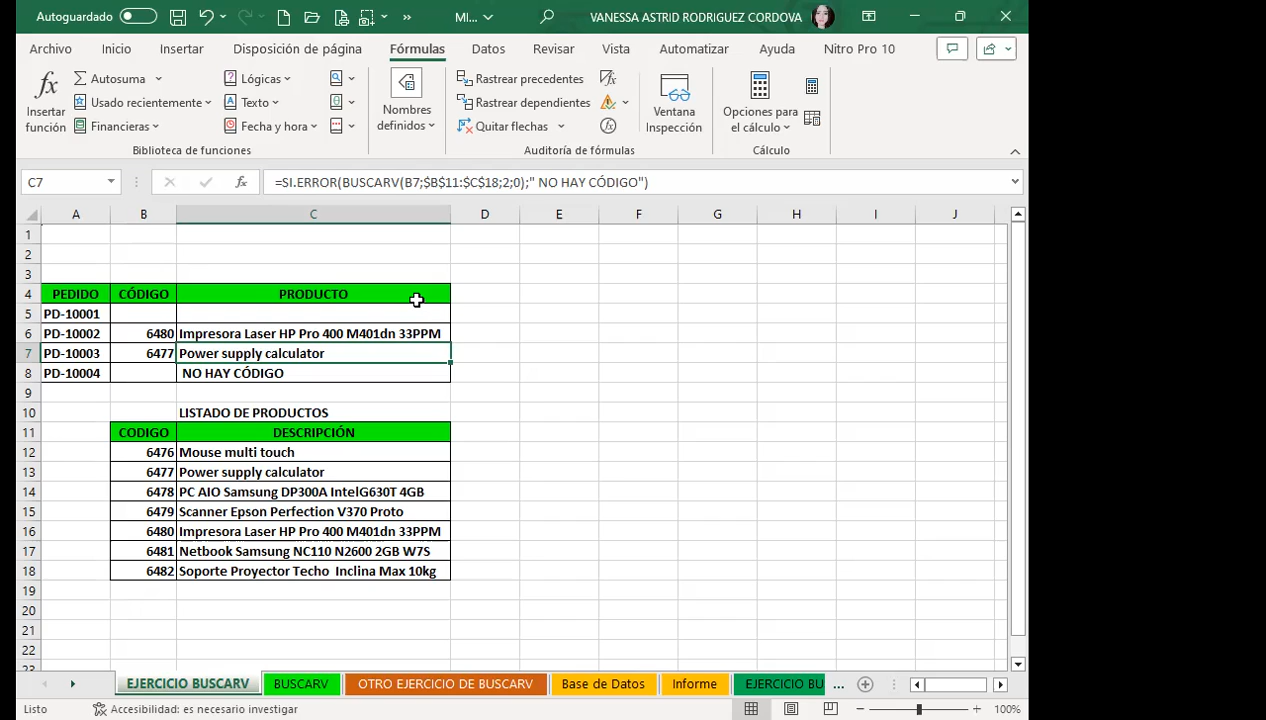 Autoguardado
MI...
VANESSA ASTRID RODRIGUEZ CORDOVA
Archivo Inicio Insertar Disposición de página Fórmulas Datos Revisar Vista Automatizar Ayuda Nitro Pro 10
Insertar función
Autosuma
Usado recientemente
Financieras
Lógicas
Texto
Fecha y hora
Biblioteca de funciones
Nombres definidos
Rastrear precedentes
Rastrear dependientes
Quitar flechas
Ventana Inspección
Auditoría de fórmulas
Opciones para el cálculo
Cálculo
C7
fx =SI.ERROR(BUSCARV(B7;$B$11:$C$18;2;0);" NO HAY CÓDIGO")
A B C D E F G H I J
1
2
3
4 PEDIDO CÓDIGO PRODUCTO
5 PD-10001
6 PD-10002 6480 Impresora Laser HP Pro 400 M401dn 33PPM
7 PD-10003 6477 Power supply calculator
8 PD-10004 NO HAY CÓDIGO
9
10 LISTADO DE PRODUCTOS
11 CODIGO DESCRIPCIÓN
12 6476 Mouse multi touch
13 6477 Power supply calculator
14 6478 PC AIO Samsung DP300A IntelG630T 4GB
15 6479 Scanner Epson Perfection V370 Proto
16 6480 Impresora Laser HP Pro 400 M401dn 33PPM
17 6481 Netbook Samsung NC110 N2600 2GB W7S
18 6482 Soporte Proyector Techo Inclina Max 10kg
19
20
21
22
23
EJERCICIO BUSCARV BUSCARV OTRO EJERCICIO DE BUSCARV Base de Datos Informe EJERCICIO BU ...
Listo Accesibilidad: es necesario investigar 100%